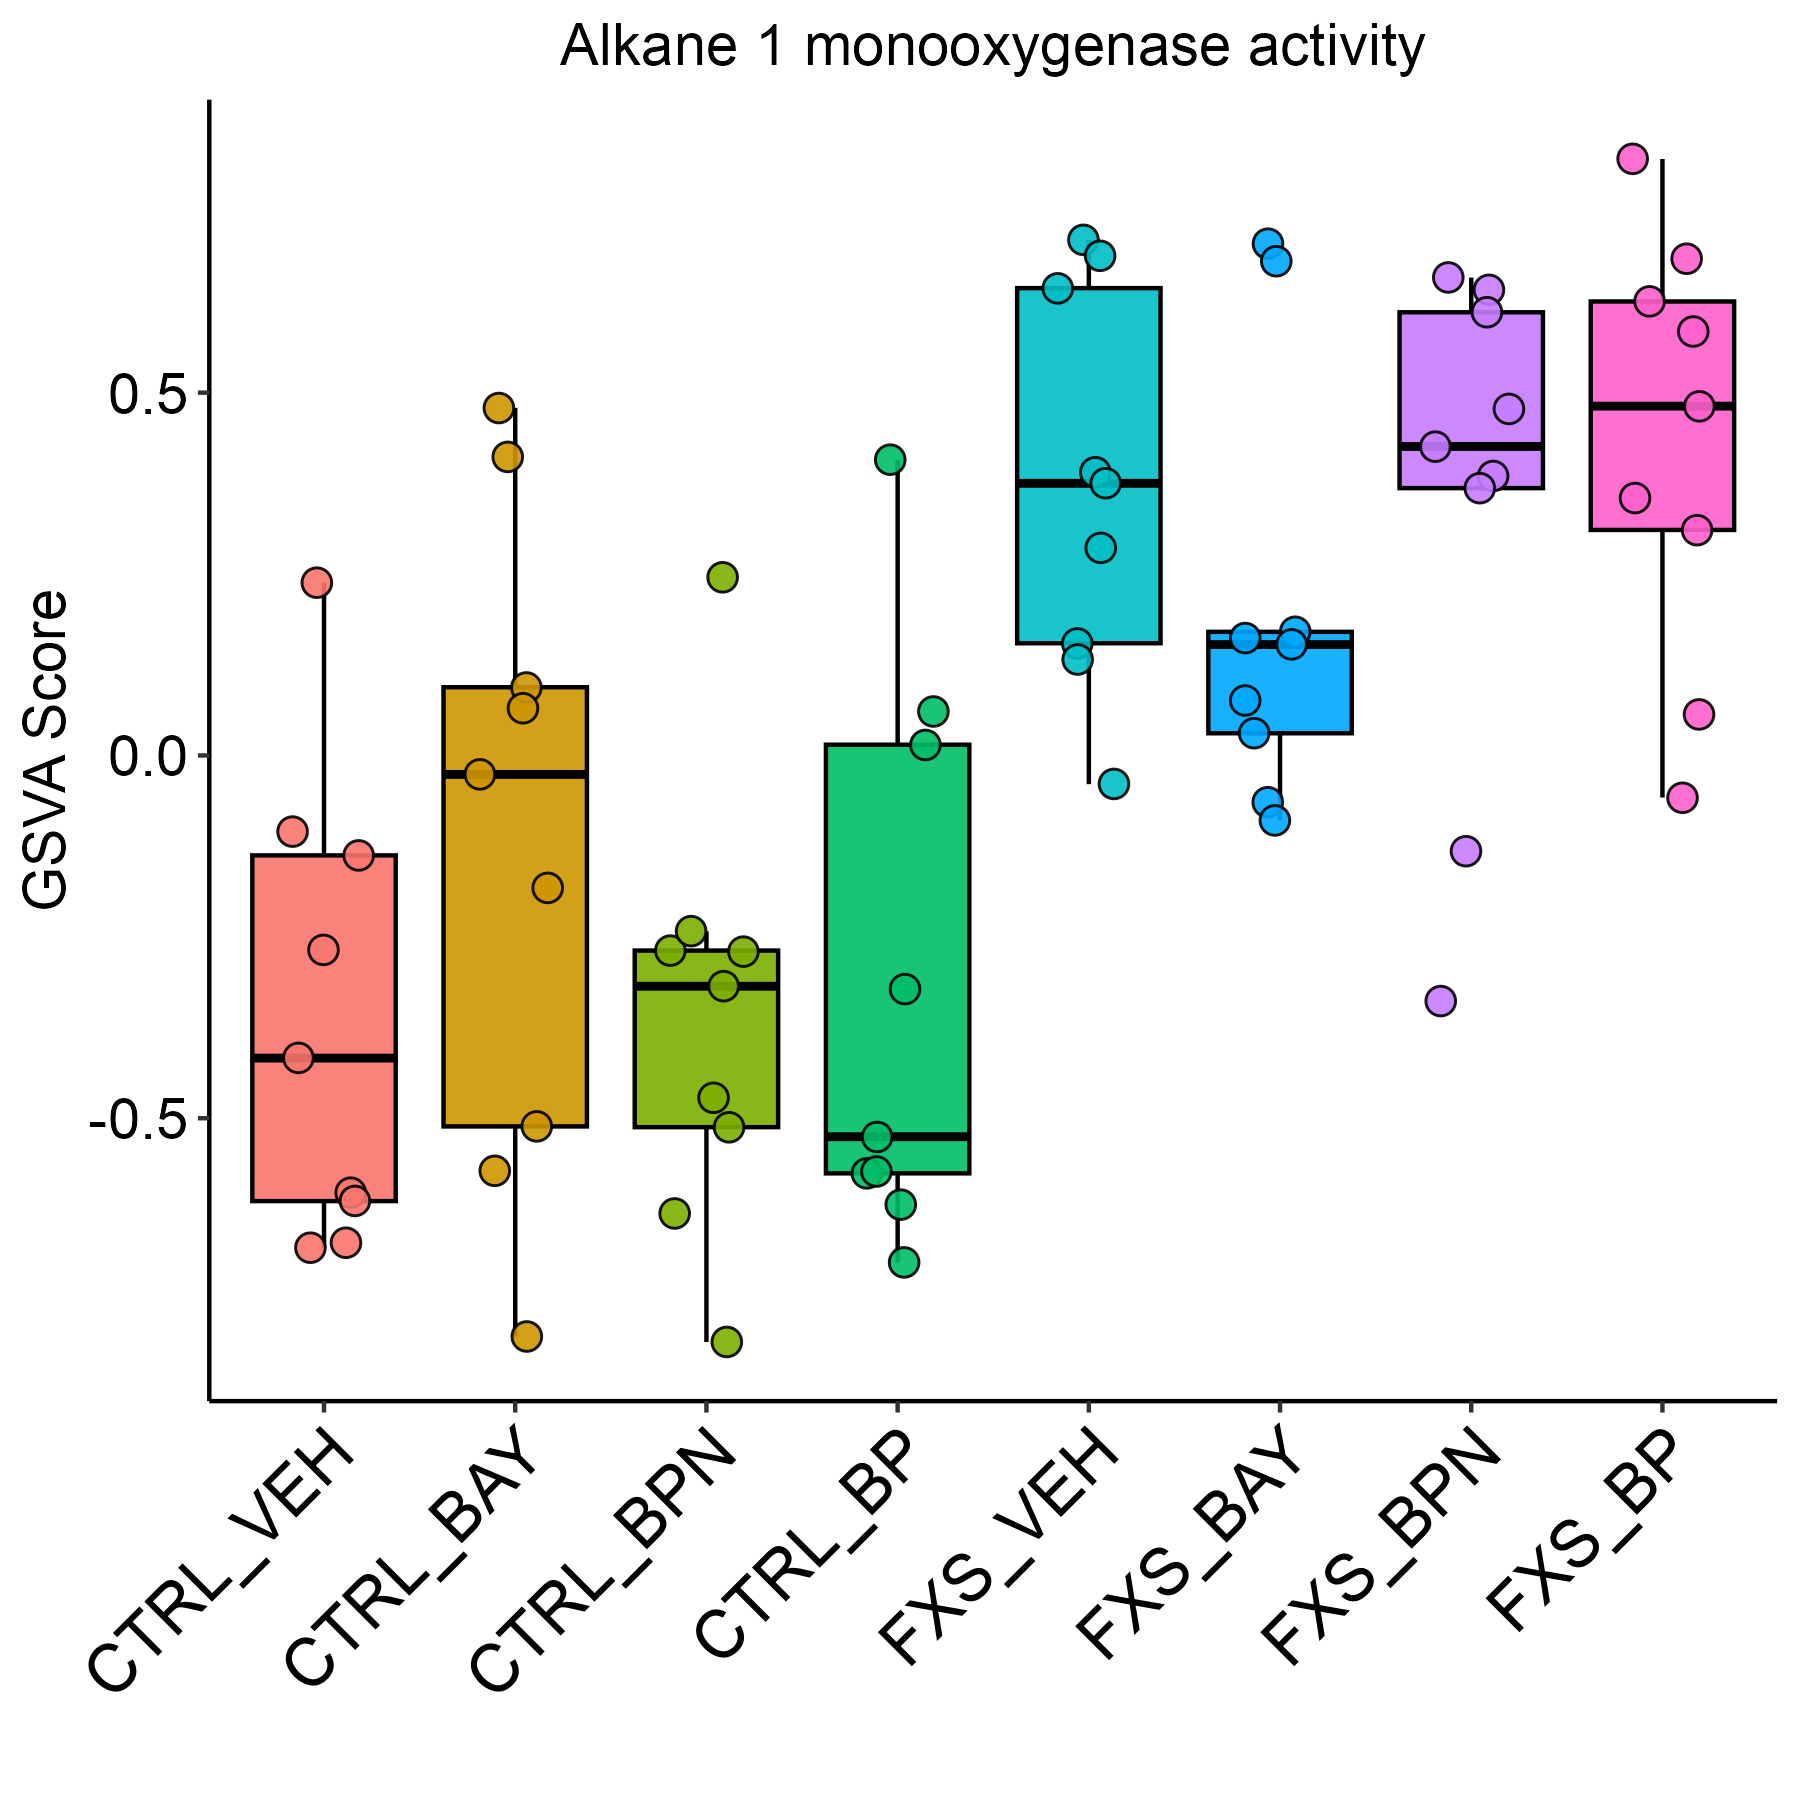 Alkane 1 monooxygenase activity
GSVA Score
0.5
0.0
-0.5
CTRL_VEH
CTRL_BAY
CTRL_BPN
CTRL_BP
FXS_VEH
FXS_BAY
FXS_BPN
FXS_BP